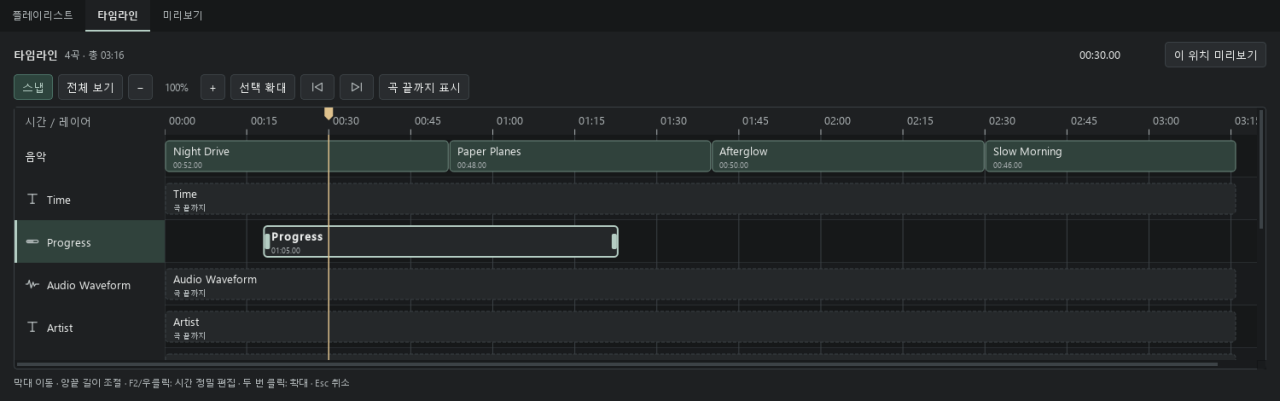 플레이리스트 타임라인 미리보기
타임라인 4곡 · 총 03:16 00:30.00 이 위치 미리보기
스냅 전체 보기 − 100% + 선택 확대 곡 끝까지 표시
시간 / 레이어 00:00 00:15 00:30 00:45 01:00 01:15 01:30 01:45 02:00 02:15 02:30 02:45 03:00 03:15
음악 Night Drive Paper Planes Afterglow Slow Morning
00:52.00 00:48.00 00:50.00 00:46.00
Time Time
곡 끝까지
Progress Progress
01:05.00
Audio Waveform Audio Waveform
곡 끝까지
Artist Artist
곡 끝까지
막대 이동 · 양끝 길이 조절 · F2/우클릭: 시간 정밀 편집 · 두 번 클릭: 확대 · Esc 취소